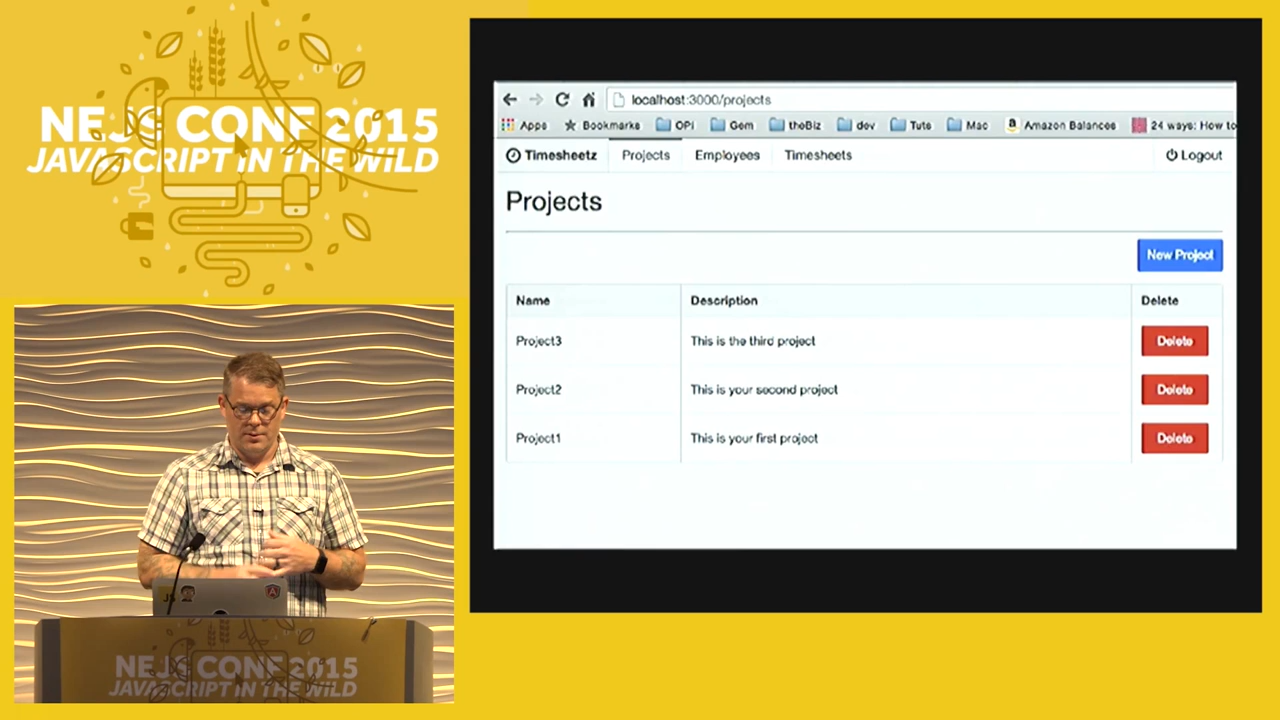 NEJS CONF 2015
JAVASCRIPT IN THE WILD
localhost:3000/projects
Apps Bookmarks OPI Gem theBiz dev Tuts Mac Amazon Balances 24 ways: How to
Timesheetz Projects Employees Timesheets Logout
Projects
New Project
Name Description Delete
Project3 This is the third project Delete
Project2 This is your second project Delete
Project1 This is your first project Delete
JS
A
NEJS CONF 2015
JAVASCRIPT IN THE WILD